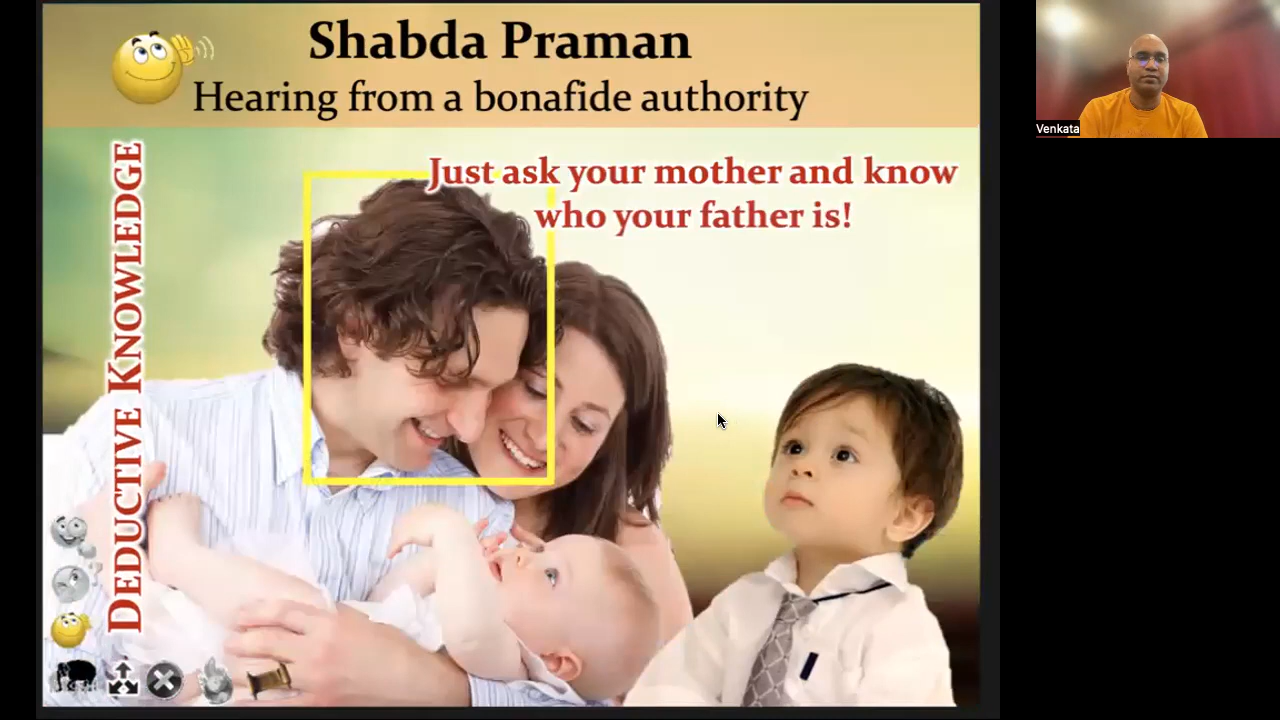 Shabda Praman
Hearing from a bonafide authority
Just ask your mother and know
who your father is!
DEDUCTIVE KNOWLEDGE
Venkata